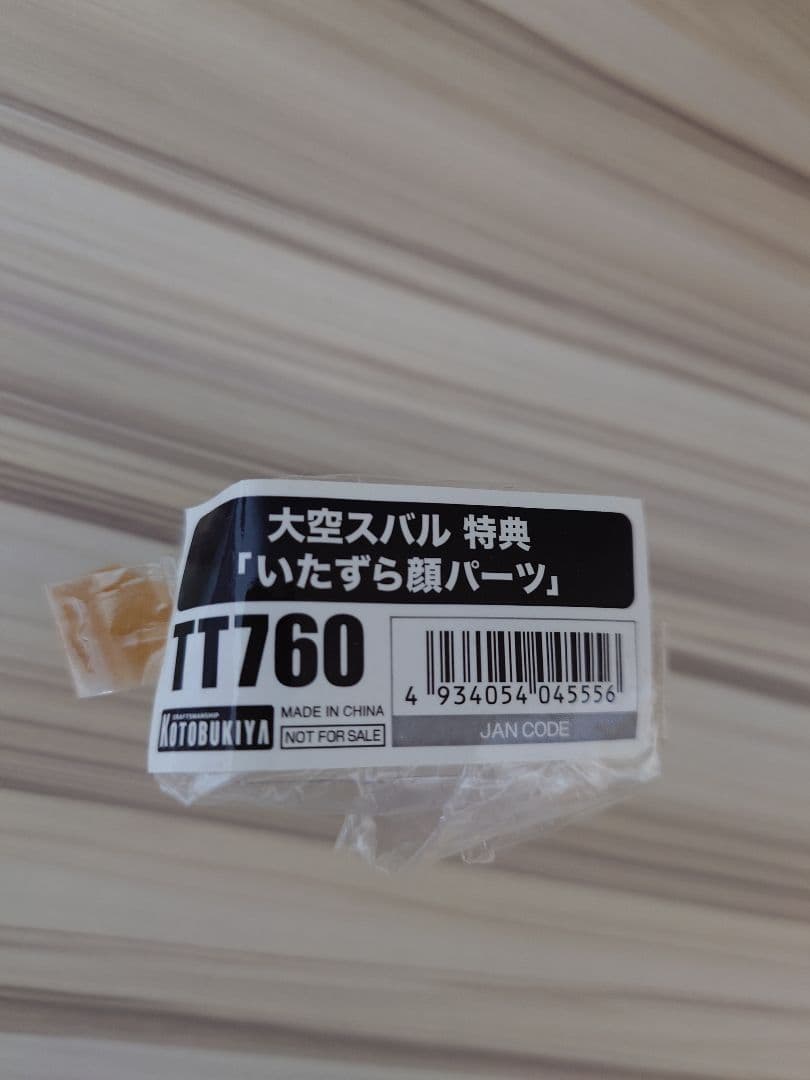 大空スバル 特典
「いたずら顔パーツ」
TT760
CRAFTSMANSHIP
KOTOBUKIYA
MADE IN CHINA
NOT FOR SALE
4 934054 045556
JAN CODE